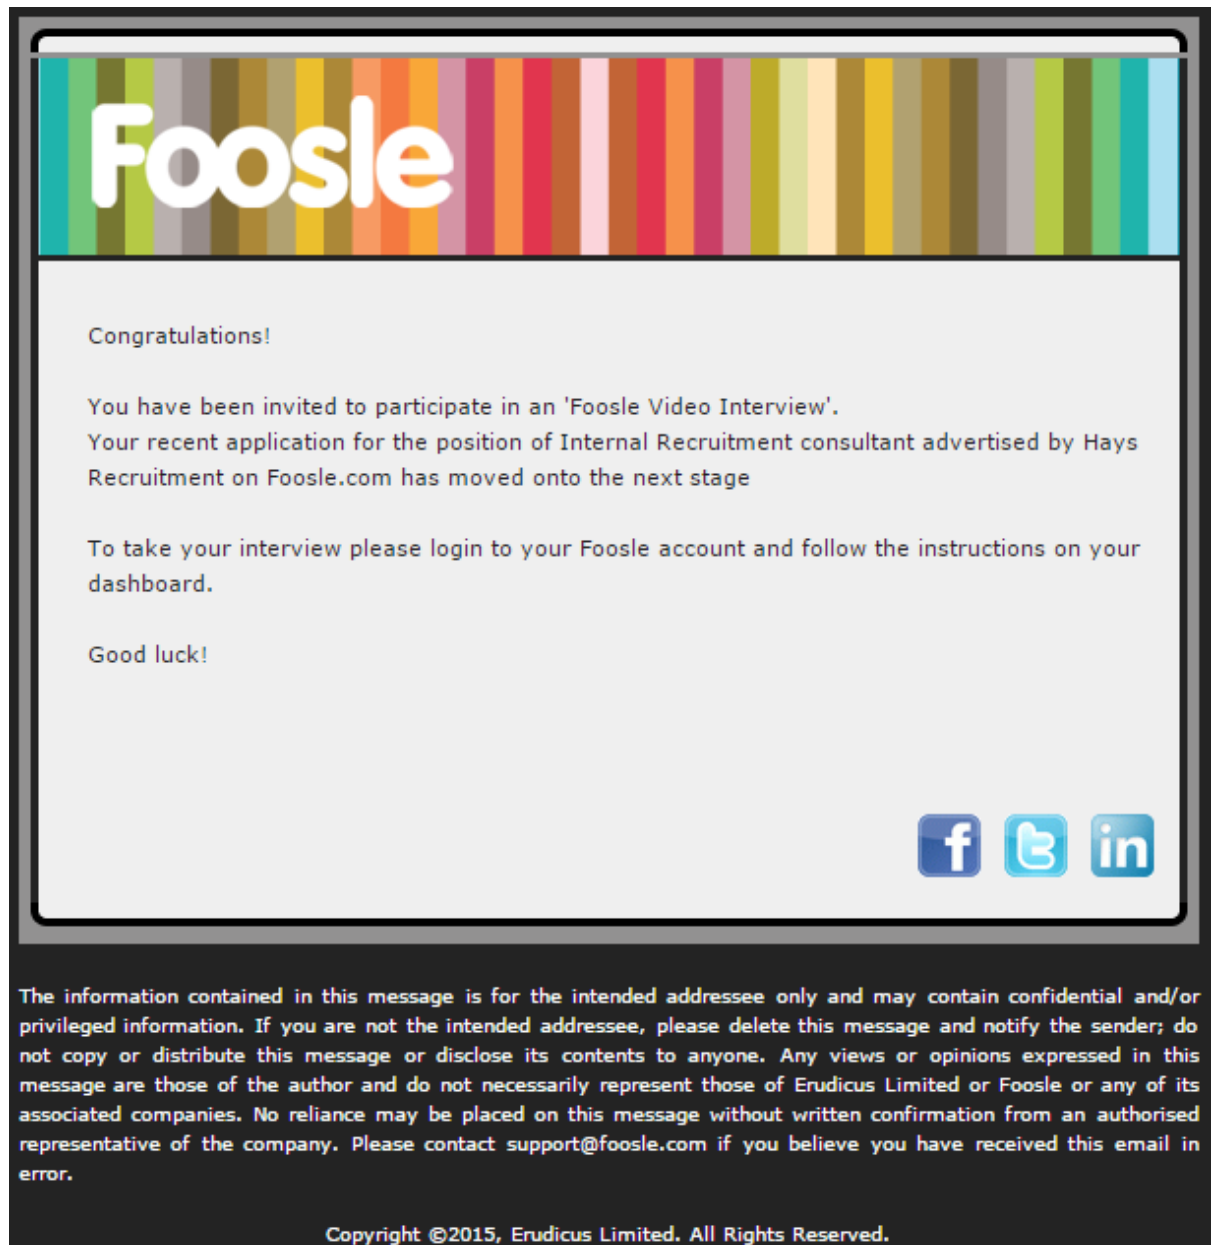 Foosle
Congratulations!
You have been invited to participate in an 'Foosle Video Interview'.
Your recent application for the position of Internal Recruitment consultant advertised by Hays
Recruitment on Foosle.com has moved onto the next stage
To take your interview please login to your Foosle account and follow the instructions on your
dashboard.
Good luck!
f t in
The information contained in this message is for the intended addressee only and may contain confidential and/or
privileged information. If you are not the intended addressee, please delete this message and notify the sender; do
not copy or distribute this message or disclose its contents to anyone. Any views or opinions expressed in this
message are those of the author and do not necessarily represent those of Erudicus Limited or Foosle or any of its
associated companies. No reliance may be placed on this message without written confirmation from an authorised
representative of the company. Please contact support@foosle.com if you believe you have received this email in
error.
Copyright ©2015, Erudicus Limited. All Rights Reserved.